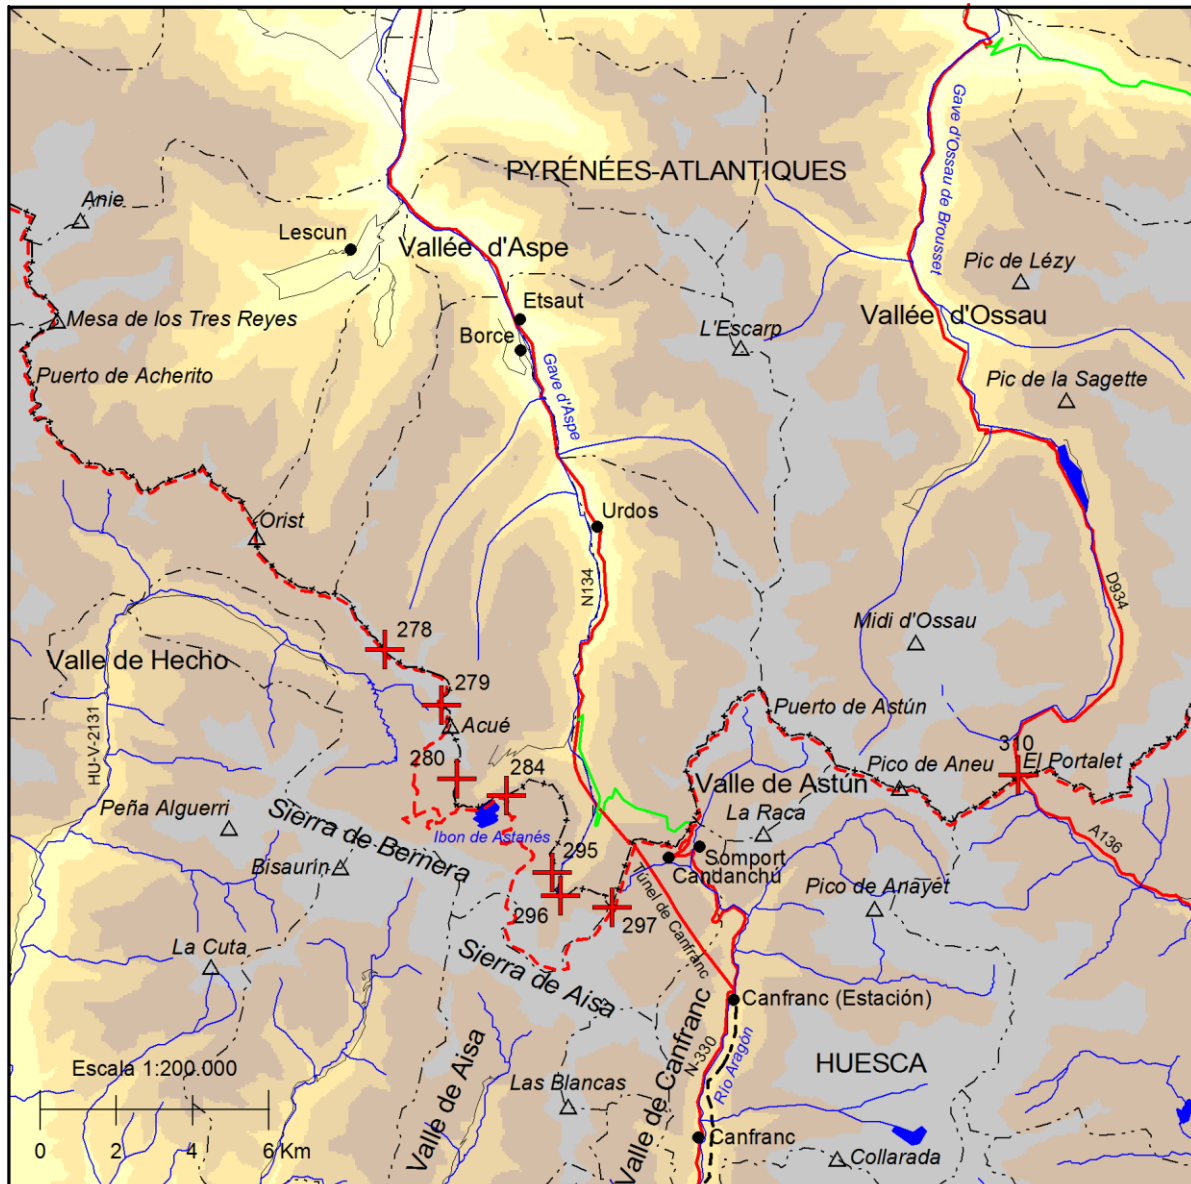 Gave d'Ossau de Brousset
PYRÉNÉES-ATLANTIQUES
Anie
Lescun
Vallée d'Aspe
Pic de Lézy
Etsaut
Vallée d'Ossau
Mesa de los Tres Reyes
Borce
L'Escarp
Gave d'Aspe
Puerto de Acherito
Pic de la Sagette
Orist
Urdos
N134
D934
278
Midi d'Ossau
Valle de Hecho
279
HU-V-2131
Puerto de Astún
Acué
310
El Portalet
280
284
Valle de Astún
Pico de Aneu
Peña Alguerri
Sierra de Bernera
Ibon de Astanés
La Raca
A136
295
Somport
Bisaurín
Candanchú
Túnel de Canfranc
Pico de Anayet
296
297
La Cuta
Sierra de Aisa
Canfranc (Estación)
Escala 1:200.000
Valle de Aisa
Las Blancas
Valle de Canfranc
N-330
Río Aragón
HUESCA
0 2 4 6 Km
Canfranc
Collarada